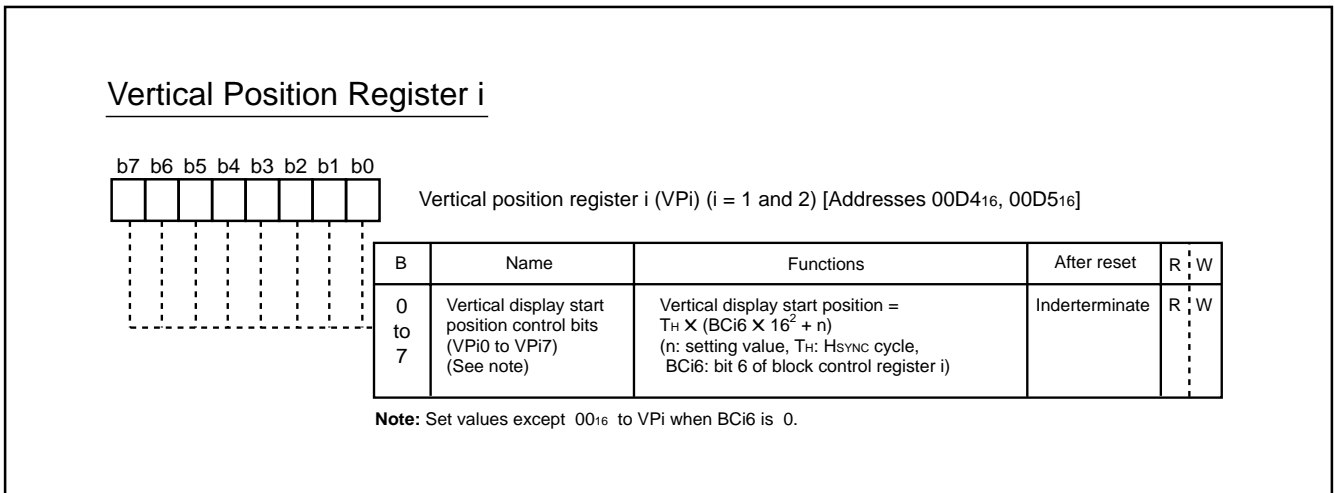 Vertical Position Register i
b7 b6 b5 b4 b3 b2 b1 b0
Vertical position register i (VPi) (i = 1 and 2) [Addresses 00D4₁₆, 00D5₁₆]
B Name Functions After reset R W
0 to 7
Vertical display start
position control bits
(VPi0 to VPi7)
(See note)
Vertical display start position =
TH X (BCi6 X 16² + n)
(n: setting value, TH: HSYNC cycle,
BCi6: bit 6 of block control register i)
Inderterminate R W
Note: Set values except 00₁₆ to VPi when BCi6 is 0.